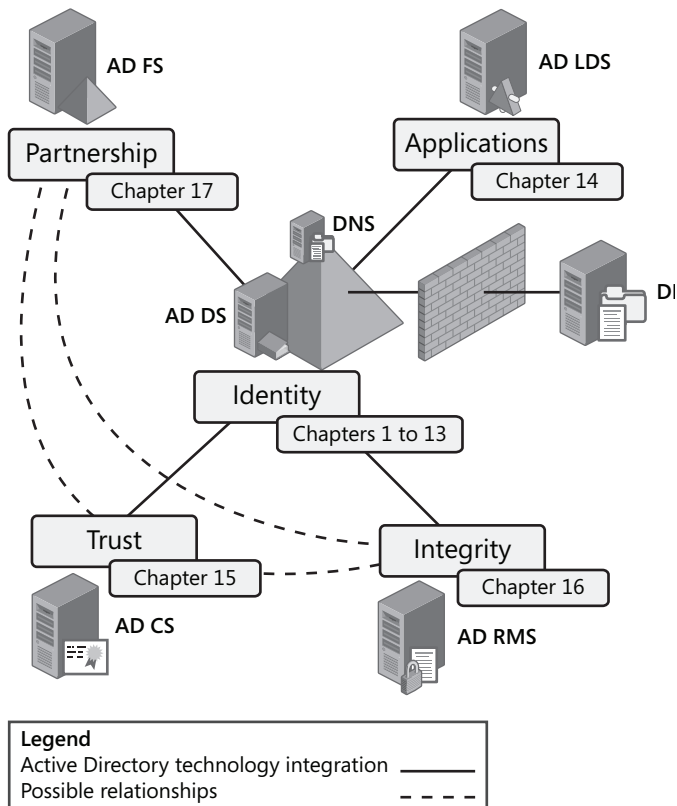 AD FS
AD LDS
Partnership
Applications
Chapter 17
Chapter 14
DNS
AD DS
Identity
Chapters 1 to 13
Trust
Integrity
Chapter 15
Chapter 16
AD CS
AD RMS
Legend
Active Directory technology integration
Possible relationships